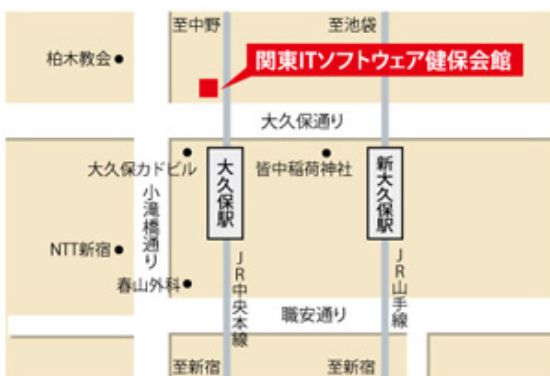 至中野
至池袋
柏木教会
関東ITソフトウェア健保会館
大久保通り
大久保カドビル
大久保駅
皆中稲荷神社
新大久保駅
小滝橋通り
NTT新宿
春山外科
JR中央本線
JR山手線
職安通り
至新宿
至新宿